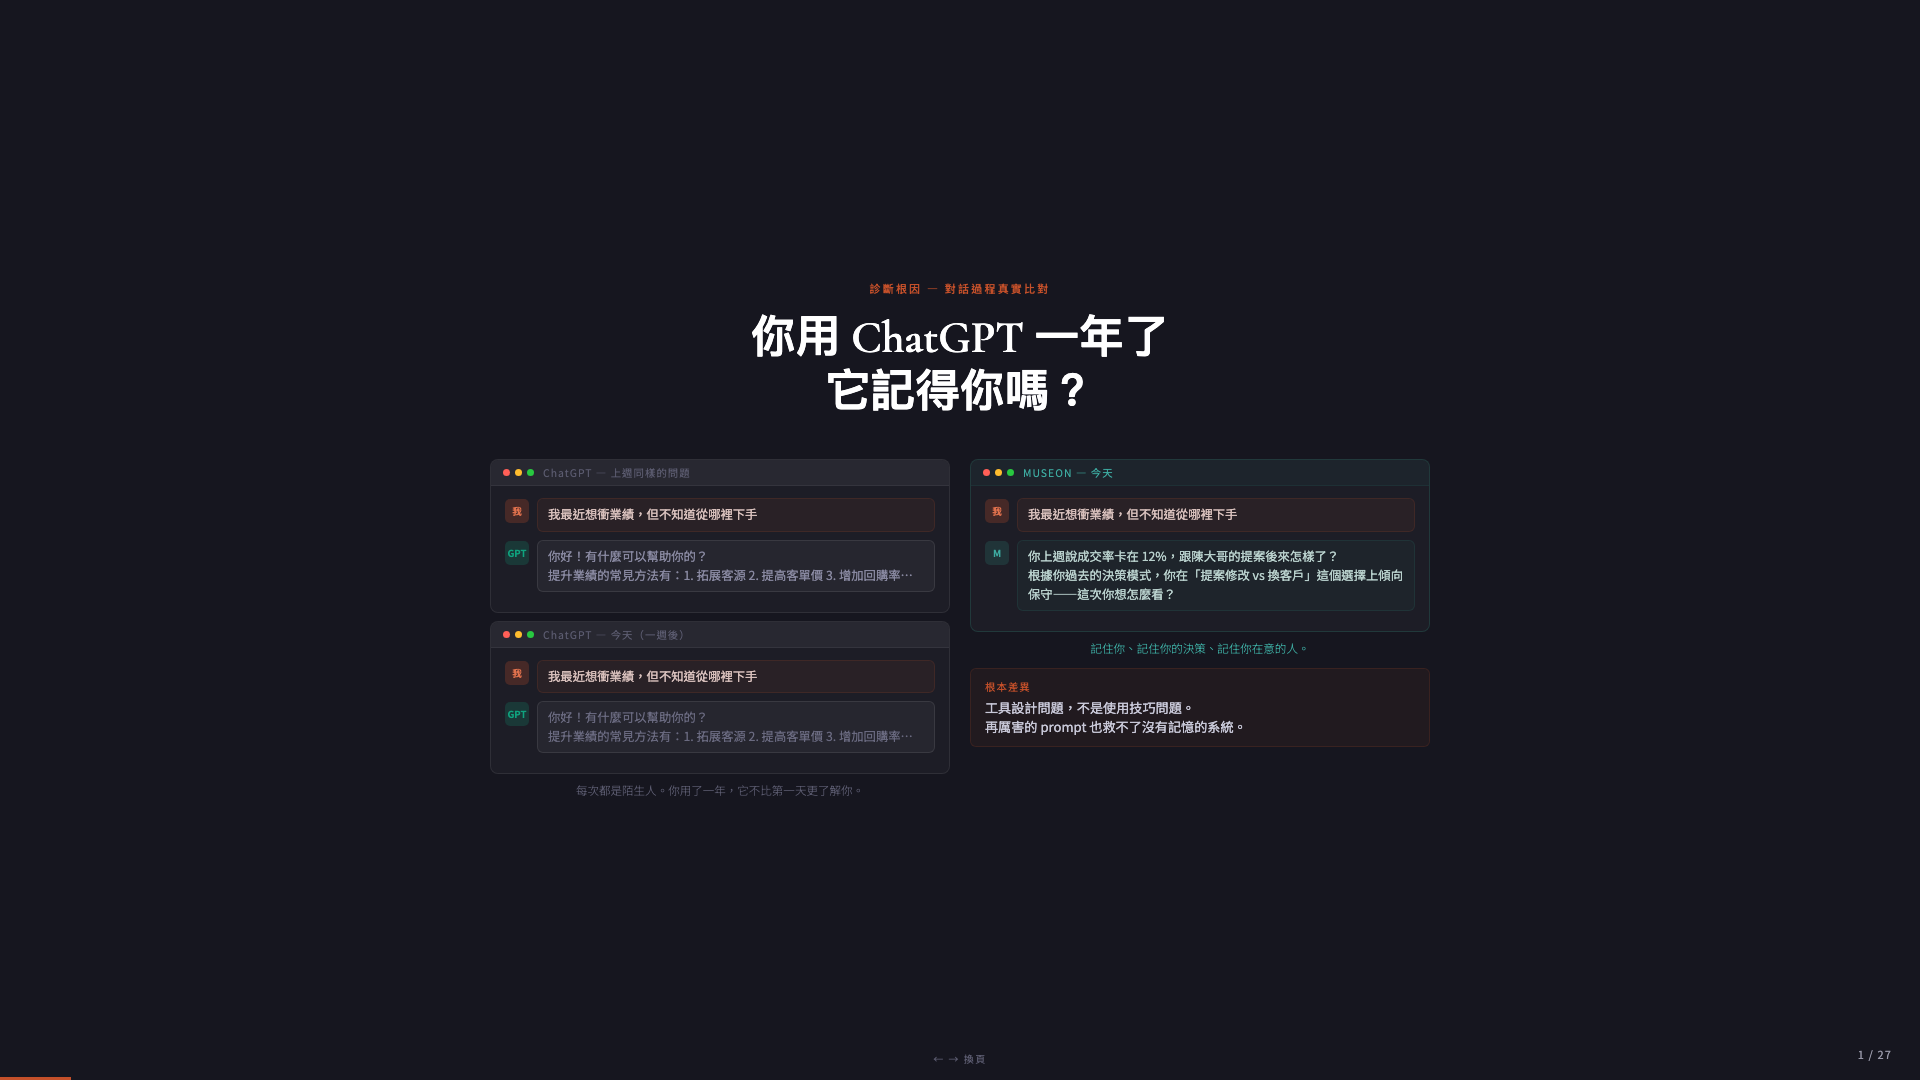 診斷根因 — 對話過程真實比對
你用 ChatGPT 一年了
它記得你嗎？
ChatGPT — 上週同樣的問題
我
我最近想衝業績，但不知道從哪裡下手
GPT
你好！有什麼可以幫助你的？
提升業績的常見方法有：1. 拓展客源 2. 提高客單價 3. 增加回購率…
ChatGPT — 今天（一週後）
我
我最近想衝業績，但不知道從哪裡下手
GPT
你好！有什麼可以幫助你的？
提升業績的常見方法有：1. 拓展客源 2. 提高客單價 3. 增加回購率…
每次都是陌生人。你用了一年，它不比第一天更了解你。
MUSEON — 今天
我
我最近想衝業績，但不知道從哪裡下手
M
你上週說成交率卡在 12%，跟陳大哥的提案後來怎樣了？
根據你過去的決策模式，你在「提案修改 vs 換客戶」這個選擇上傾向
保守——這次你想怎麼看？
記住你、記住你的決策、記住你在意的人。
根本差異
工具設計問題，不是使用技巧問題。
再厲害的 prompt 也救不了沒有記憶的系統。
← → 換頁
1 / 27